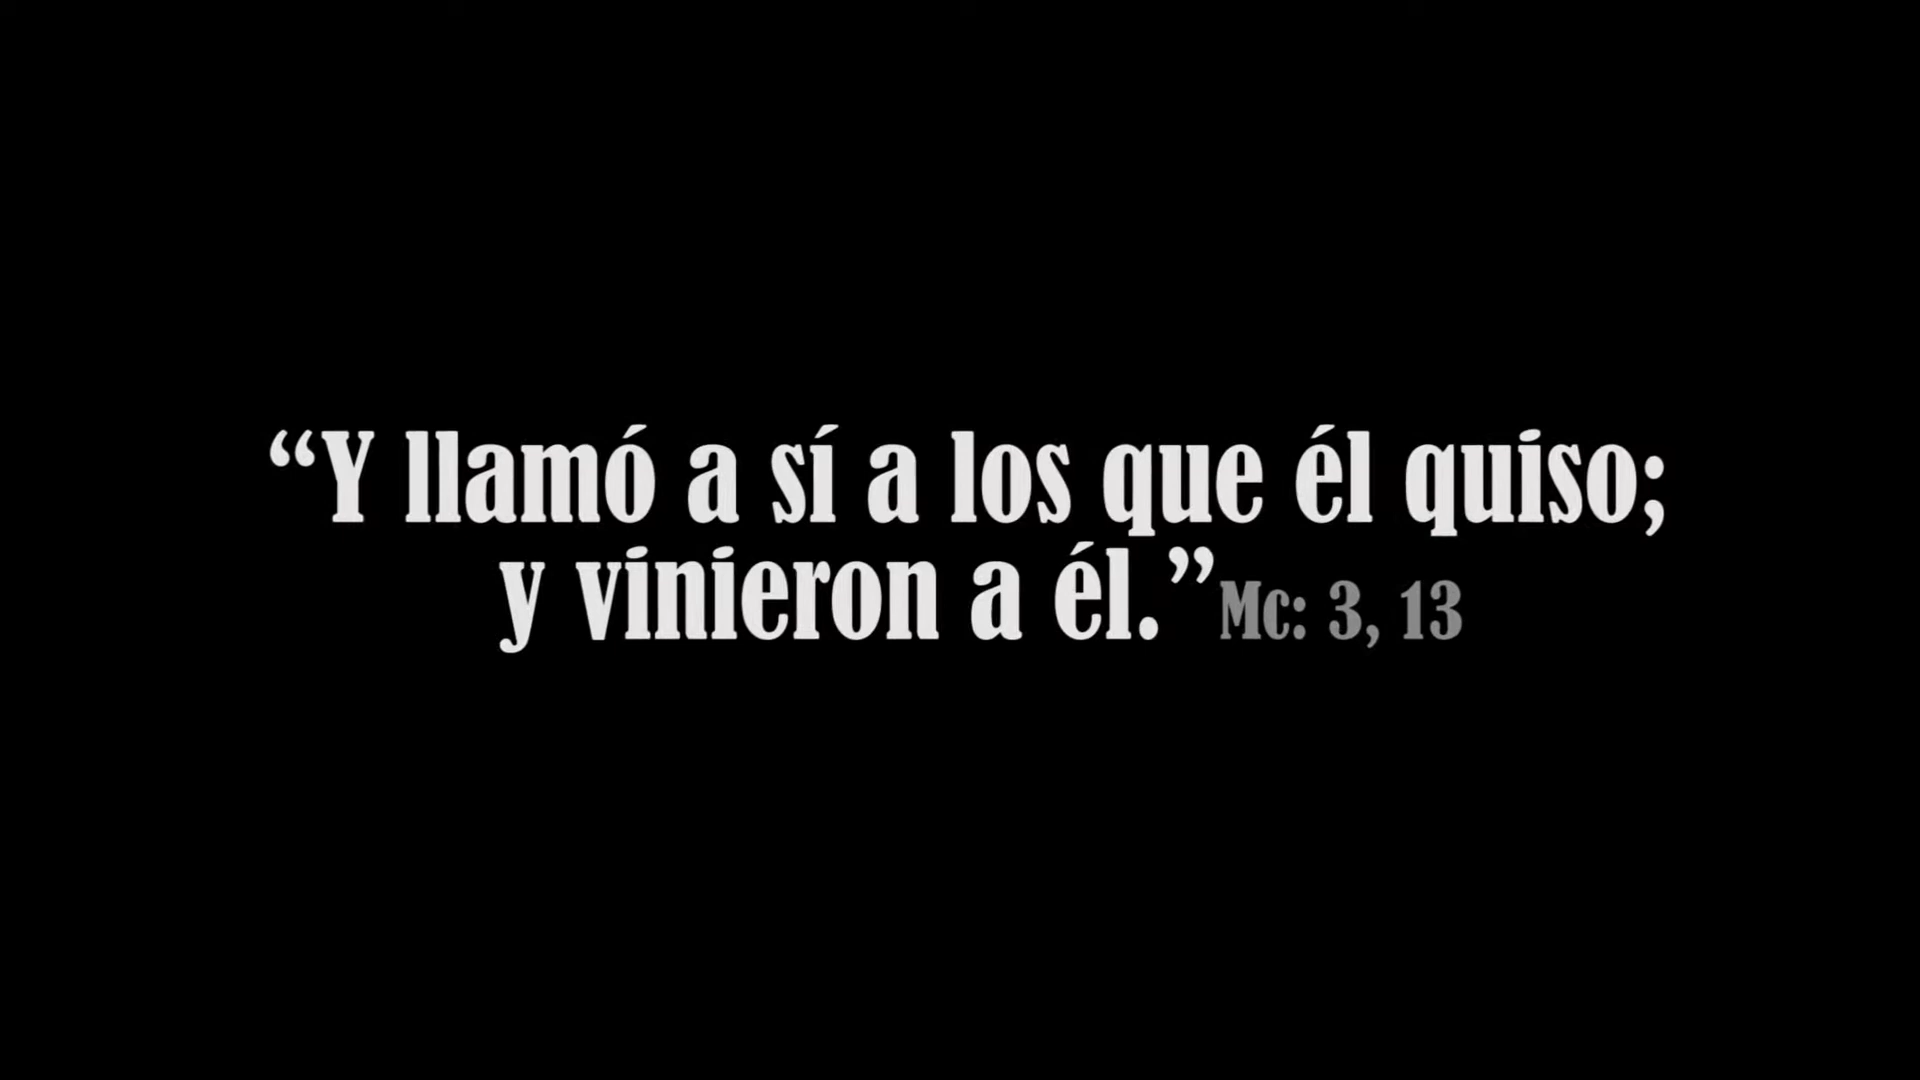 “Y llamó a sí a los que él quiso;
y vinieron a él.” Mc: 3, 13